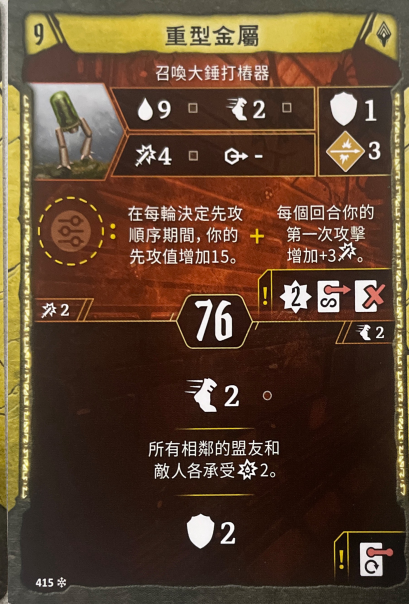 9 重型金屬
召喚大錘打樁器
9 2 1
4 - 3
在每輪決定先攻
順序期間，你的
先攻值增加15。
:
+
每個回合你的
第一次攻擊
增加+3。
! 2
2
76
2
2
所有相鄰的盟友和
敵人各承受2。
2
!
415